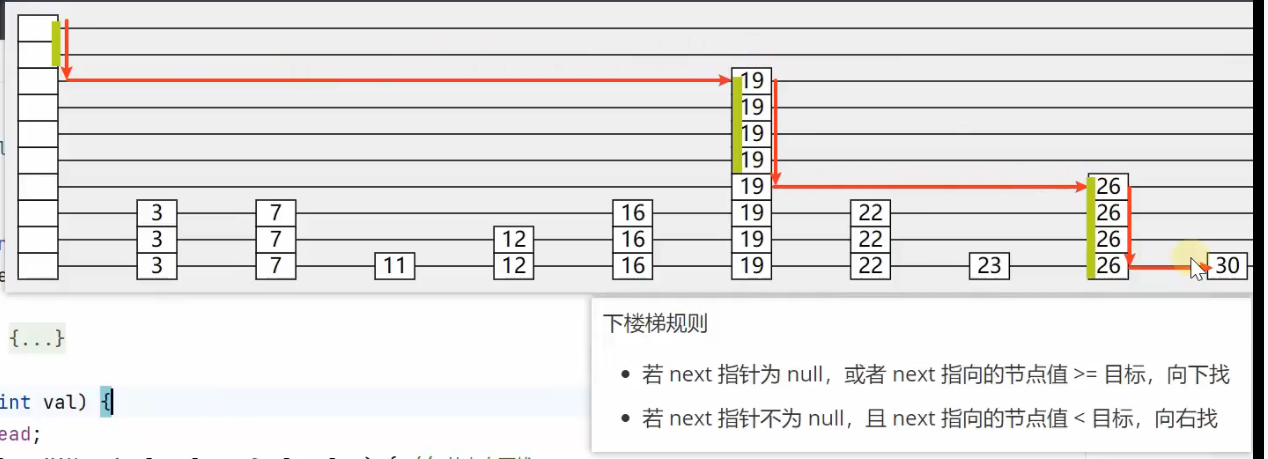 19
19
19
19
19 26
3 7 16 19 22 26
3 7 12 16 19 22 26
3 7 11 12 16 19 22 23 26 30
下楼梯规则
{...}
若 next 指针为 null，或者 next 指向的节点值 >= 目标，向下找
int val) {
若 next 指针不为 null，且 next 指向的节点值 < 目标，向右找
ead;